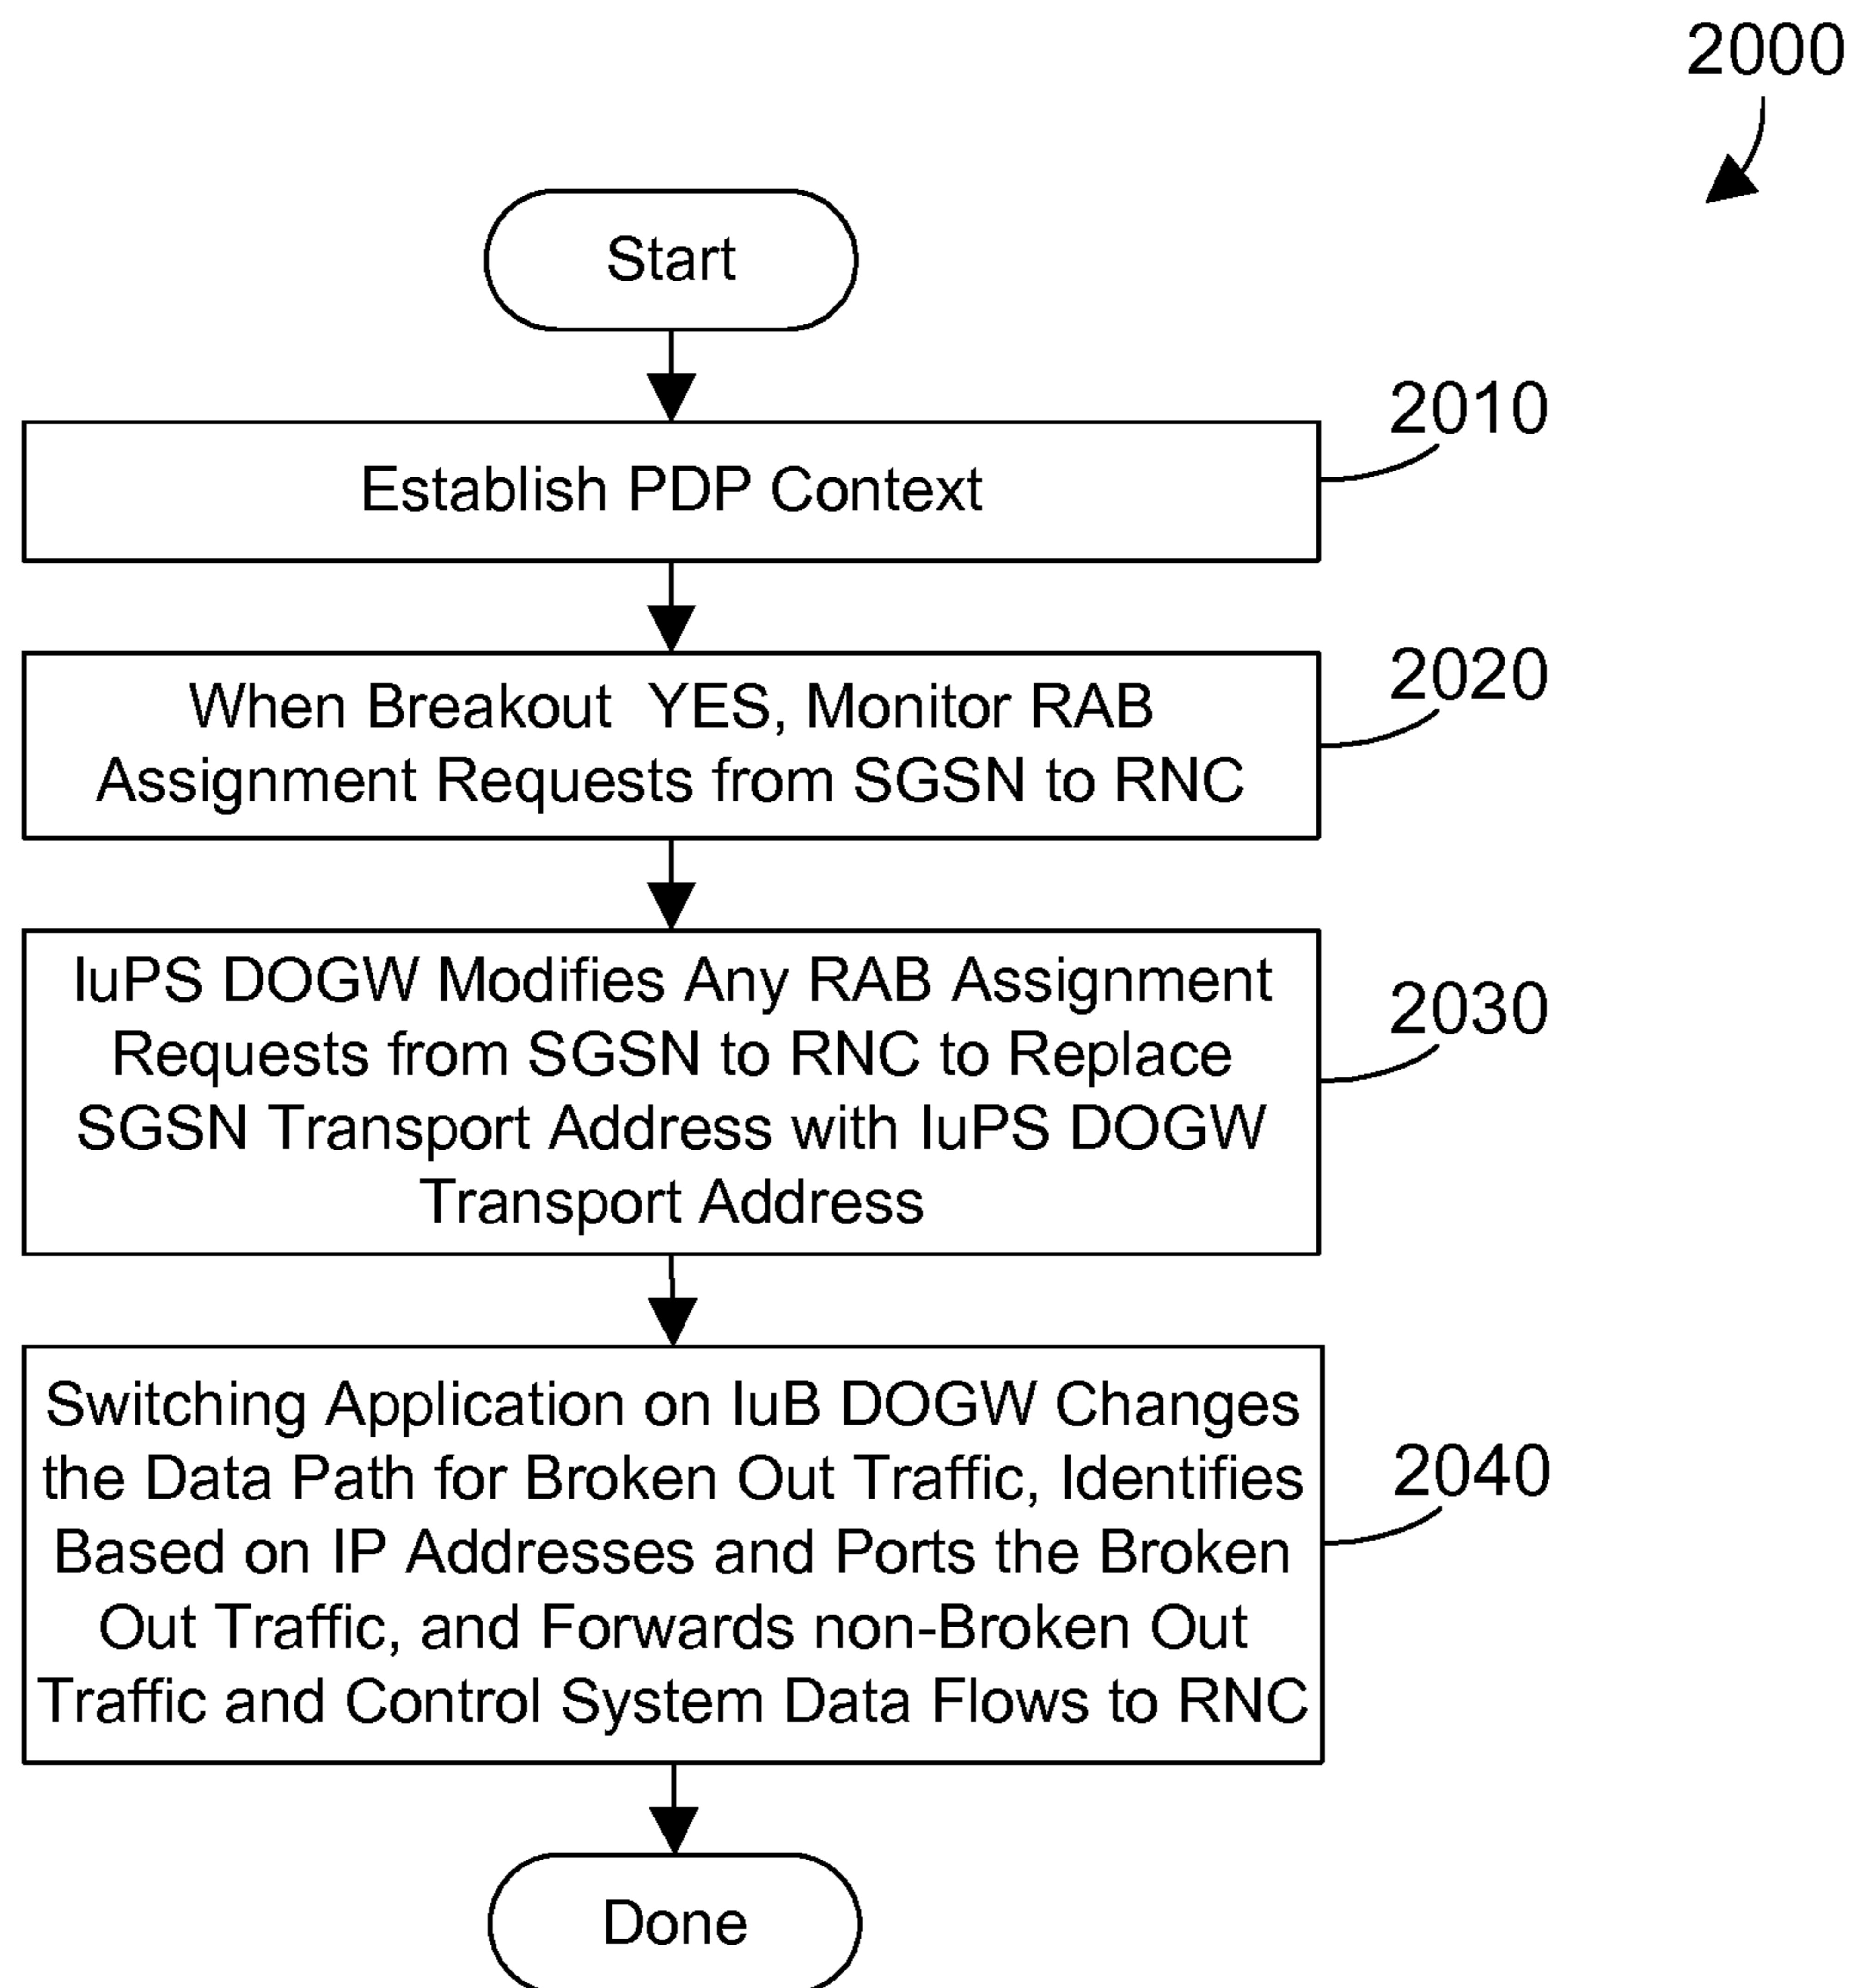 2000
Start
2010
Establish PDP Context
2020
When Breakout YES, Monitor RAB
Assignment Requests from SGSN to RNC
2030
IuPS DOGW Modifies Any RAB Assignment
Requests from SGSN to RNC to Replace
SGSN Transport Address with IuPS DOGW
Transport Address
2040
Switching Application on IuB DOGW Changes
the Data Path for Broken Out Traffic, Identifies
Based on IP Addresses and Ports the Broken
Out Traffic, and Forwards non-Broken Out
Traffic and Control System Data Flows to RNC
Done